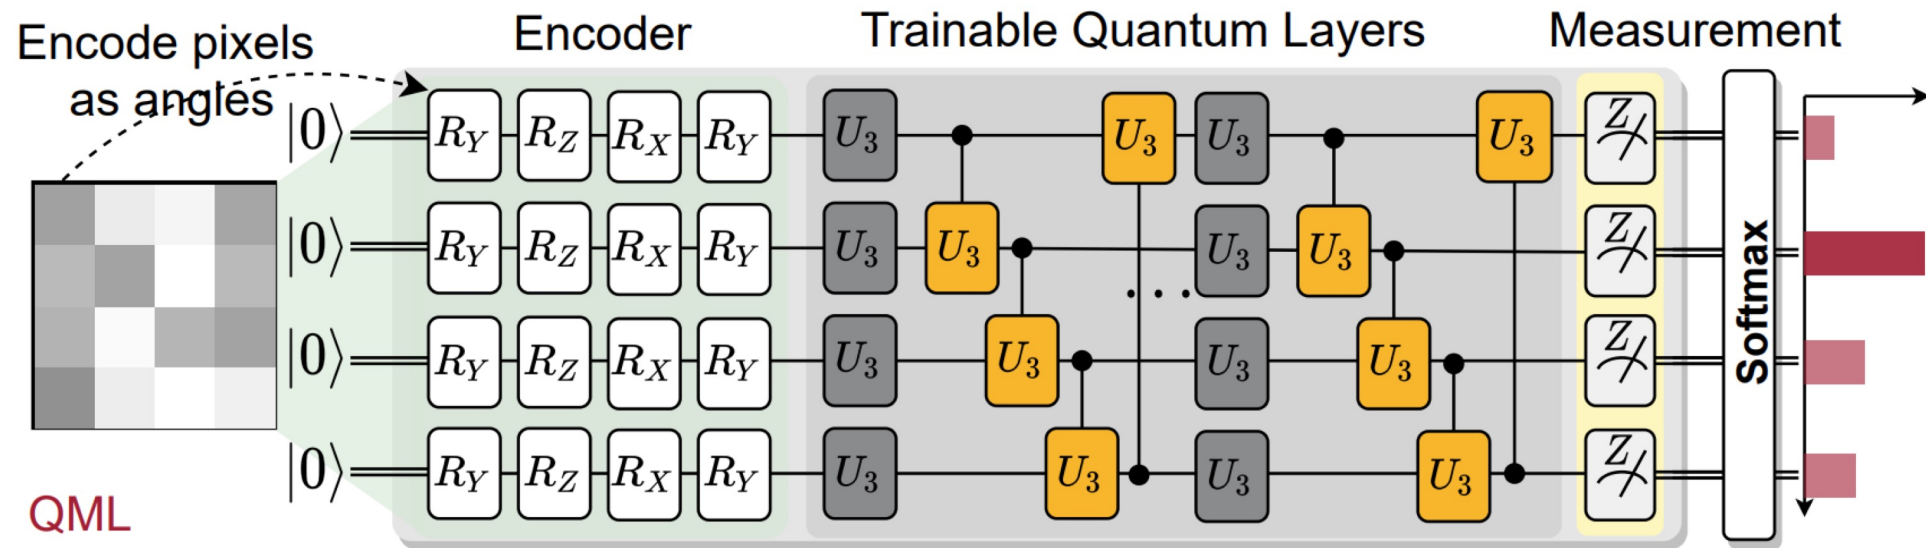 Encode pixels
as angles
Encoder
Trainable Quantum Layers
Measurement
|0⟩ R_Y R_Z R_X R_Y U_3 U_3 U_3 U_3 Z
|0⟩ R_Y R_Z R_X R_Y U_3 U_3 U_3 U_3 Z
...
|0⟩ R_Y R_Z R_X R_Y U_3 U_3 U_3 U_3 Z
|0⟩ R_Y R_Z R_X R_Y U_3 U_3 U_3 U_3 Z
Softmax
QML